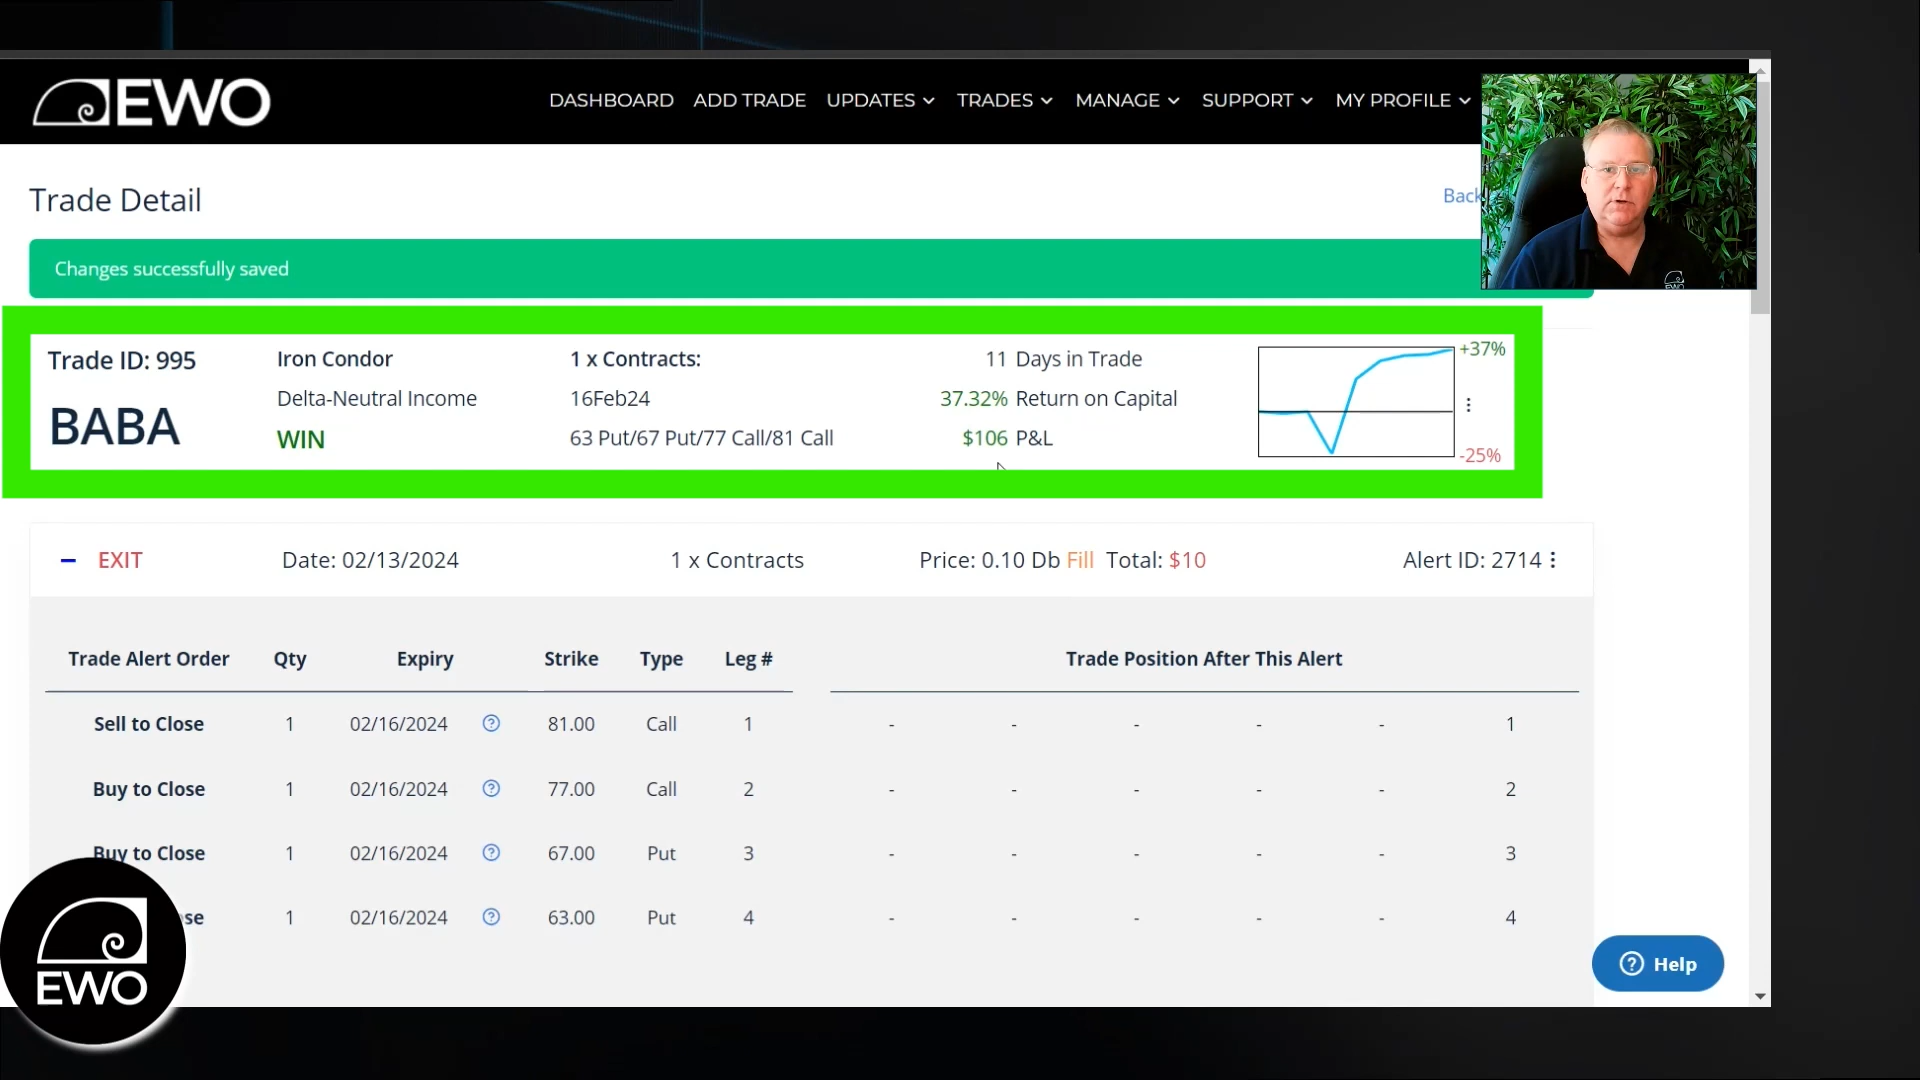 EWO
DASHBOARD ADD TRADE UPDATES TRADES MANAGE SUPPORT MY PROFILE
Trade Detail
Back
Changes successfully saved
Trade ID: 995 Iron Condor 1 x Contracts: 11 Days in Trade +37%
BABA Delta-Neutral Income 16Feb24 37.32% Return on Capital
WIN 63 Put/67 Put/77 Call/81 Call $106 P&L -25%
EXIT Date: 02/13/2024 1 x Contracts Price: 0.10 Db Fill Total: $10 Alert ID: 2714
Trade Alert Order Qty Expiry Strike Type Leg # Trade Position After This Alert
Sell to Close 1 02/16/2024 81.00 Call 1 - - - - - 1
Buy to Close 1 02/16/2024 77.00 Call 2 - - - - - 2
Buy to Close 1 02/16/2024 67.00 Put 3 - - - - - 3
se 1 02/16/2024 63.00 Put 4 - - - - - 4
EWO
Help
EWO